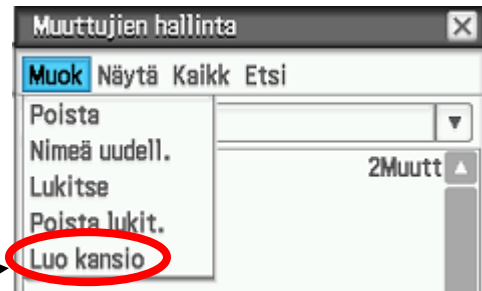 Muuttujien hallinta
Muok Näytä Kaikk Etsi
Poista
Nimeä uudell.
2Muutt
Lukitse
Poista lukit.
Luo kansio